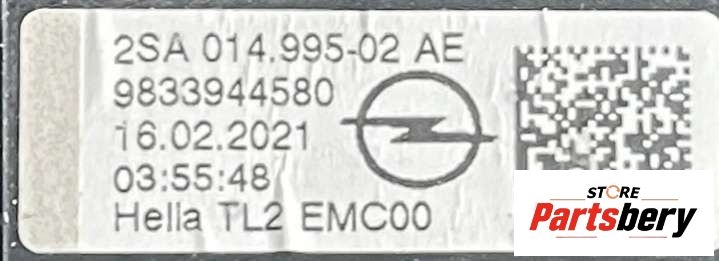 2SA 014.995-02 AE
9833944580
16.02.2021
03:55:48
Hella TL2 EMC00
STORE
Partsbery